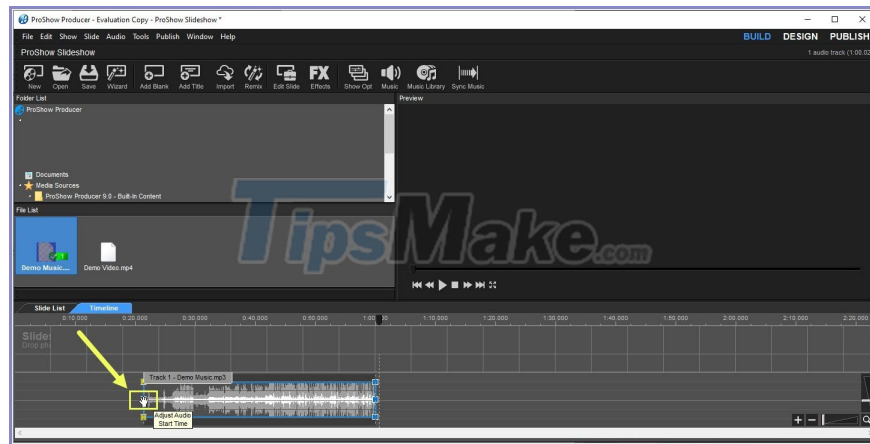 ProShow Producer - Evaluation Copy - ProShow Slideshow *
File Edit Show Slide Audio Tools Publish Window Help
BUILD DESIGN PUBLISH
ProShow Slideshow
1 audio track (1:00.02
New Open Save Wizard Add Blank Add Title Import Remix Edit Slide FX Effects Show Opt Music Music Library Sync Music
Folder List
Preview
ProShow Producer
Documents
Media Sources
ProShow Producer 9.0 - Built-In Content
TipsMake.com
File List
Demo Music....
Demo Video.mp4
Slide List Timeline
0:10.000 0:20.000 0:30.000 0:40.000 0:50.000 1:00 1:10.000 1:20.000 1:30.000 1:40.000 1:50.000 2:00.000 2:10.000 2:20.000
Slides
Drop pho
Track 1 - Demo Music.mp3
Adjust Audio
Start Time